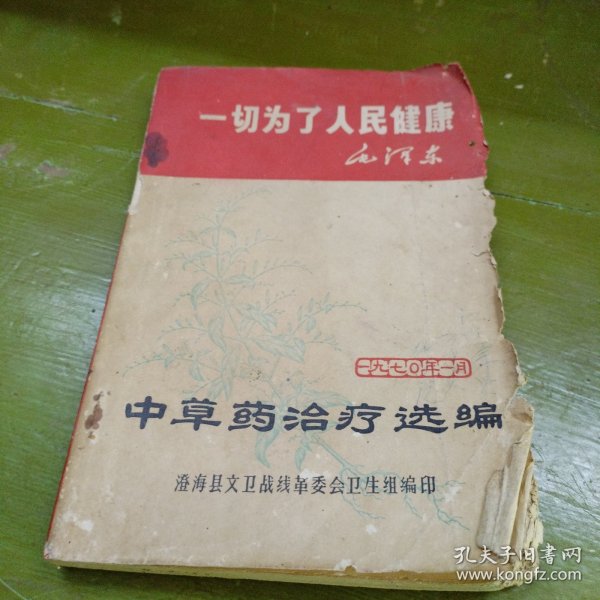 一切为了人民健康
毛泽东
一九七〇年一月
中草药治疗选编
澄海县文卫战线革委会卫生组编印
孔夫子旧书网
www.kongfz.com